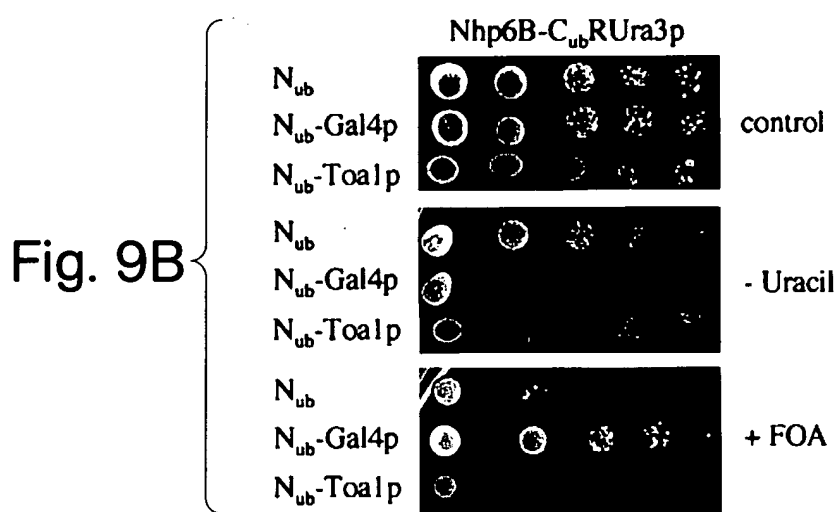 Nhp6B-CubRUra3p
Nub
Nub-Gal4p
Nub-Toa1p
control
Nub
Nub-Gal4p
Nub-Toa1p
- Uracil
Fig. 9B
Nub
Nub-Gal4p
Nub-Toa1p
+ FOA